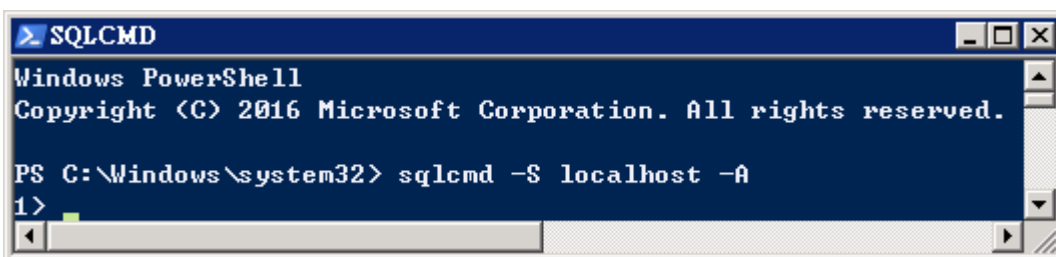 SQLCMD
Windows PowerShell
Copyright (C) 2016 Microsoft Corporation. All rights reserved.
PS C:\Windows\system32> sqlcmd -S localhost -A
1>